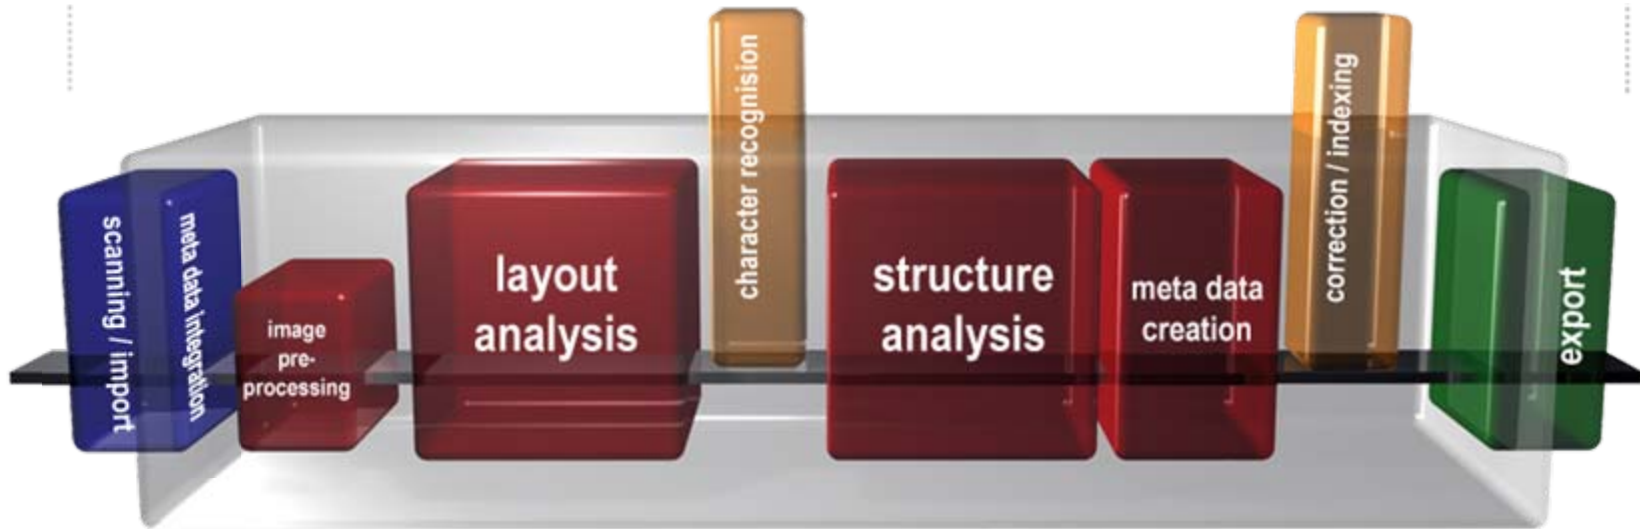 scanning / import
meta data integration
image
pre-
processing
layout
analysis
character recognision
structure
analysis
meta data
creation
correction / indexing
export